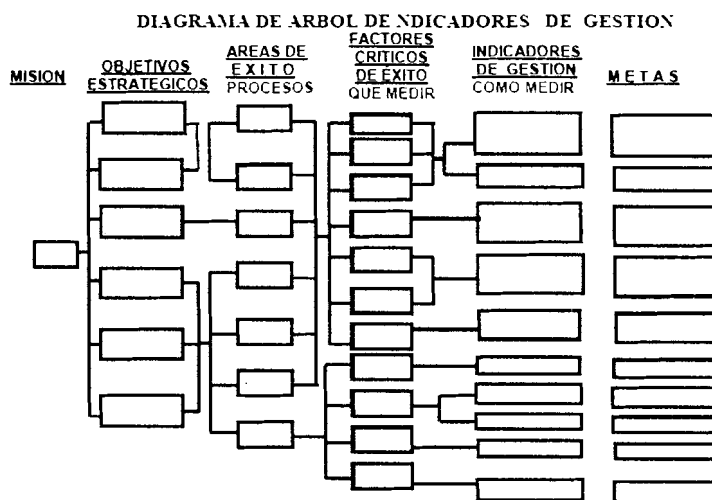 DIAGRAMA DE ARBOL DE NDICADORES DE GESTION
MISION
OBJETIVOS
ESTRATEGICOS
AREAS DE
EXITO
PROCESOS
FACTORES
CRITICOS
DE EXITO
QUE MEDIR
INDICADORES
DE GESTION
COMO MEDIR
METAS